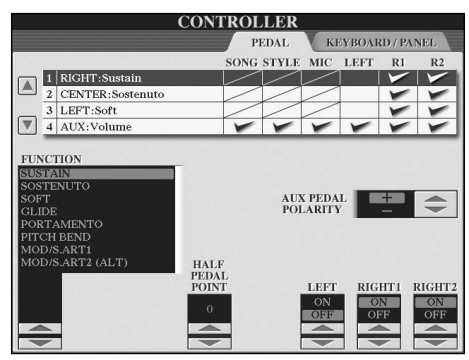 CONTROLLER
PEDAL KEYBOARD / PANEL
SONG STYLE MIC LEFT R1 R2
1 RIGHT:Sustain
2 CENTER:Sostenuto
3 LEFT:Soft
4 AUX:Volume
FUNCTION
SUSTAIN
SOSTENUTO
SOFT
GLIDE
PORTAMENTO
PITCH BEND
MOD/S.ART1
MOD/S.ART2 (ALT)
AUX PEDAL
POLARITY
+
−
HALF
PEDAL
POINT
0
LEFT RIGHT1 RIGHT2
ON ON ON
OFF OFF OFF